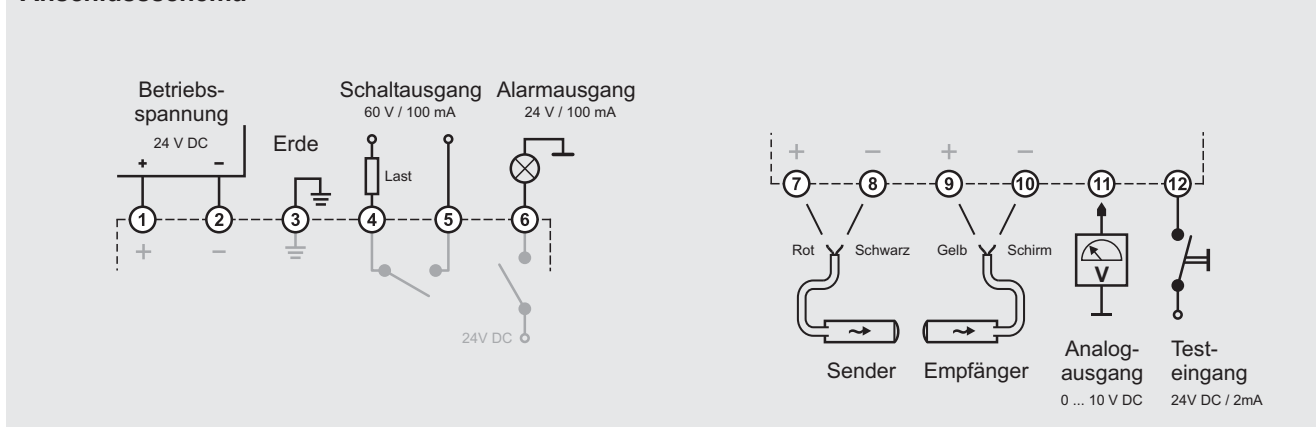 Anschlussschema
Betriebs-
spannung
24 V DC
+ −
Erde
Schaltausgang
60 V / 100 mA
Last
Alarmausgang
24 V / 100 mA
1 2 3 4 5 6
+ −
24V DC
+ − + −
7 8 9 10 11 12
Rot Schwarz Gelb Schirm
V
Sender
Empfänger
Analog-
ausgang
0 ... 10 V DC
Test-
eingang
24V DC / 2mA